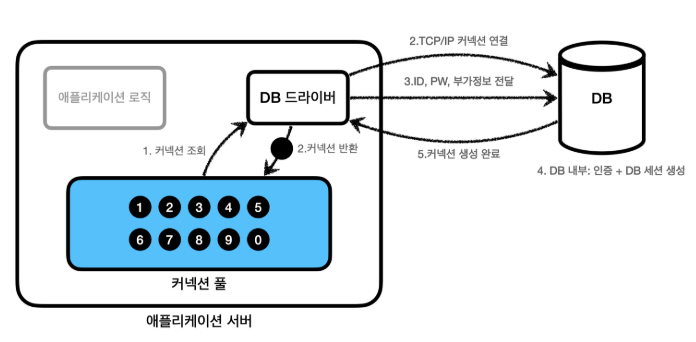 2.TCP/IP 커넥션 연결
애플리케이션 로직
DB 드라이버
3.ID, PW, 부가정보 전달
DB
1. 커넥션 조회
2.커넥션 반환
5.커넥션 생성 완료
4. DB 내부: 인증 + DB 세션 생성
1 2 3 4 5
6 7 8 9 0
커넥션 풀
애플리케이션 서버